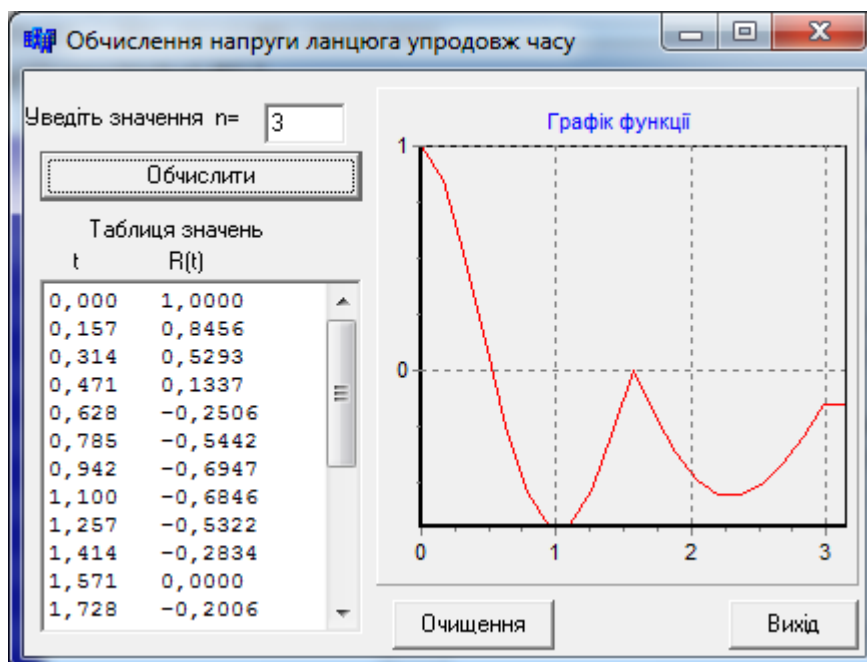 Обчислення напруги ланцюга упродовж часу
Уведіть значення n= 3
Обчислити
Таблиця значень
t R(t)
0,000 1,0000
0,157 0,8456
0,314 0,5293
0,471 0,1337
0,628 -0,2506
0,785 -0,5442
0,942 -0,6947
1,100 -0,6846
1,257 -0,5322
1,414 -0,2834
1,571 0,0000
1,728 -0,2006
Графік функції
1
0
0 1 2 3
Очищення
Вихід